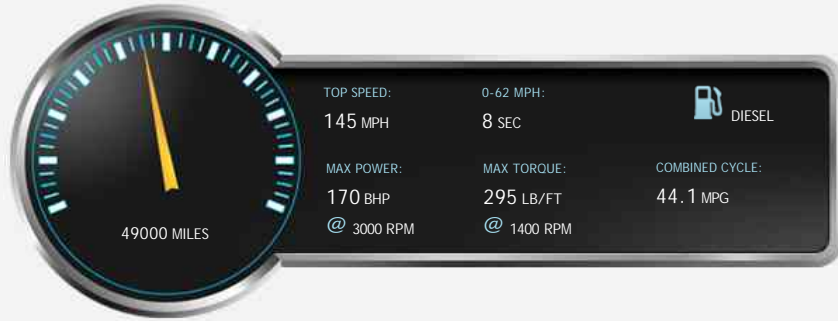 TOP SPEED:
145 MPH
0-62 MPH:
8 SEC
DIESEL
MAX POWER:
170 BHP
@ 3000 RPM
MAX TORQUE:
295 LB/FT
@ 1400 RPM
COMBINED CYCLE:
44.1 MPG
49000 MILES